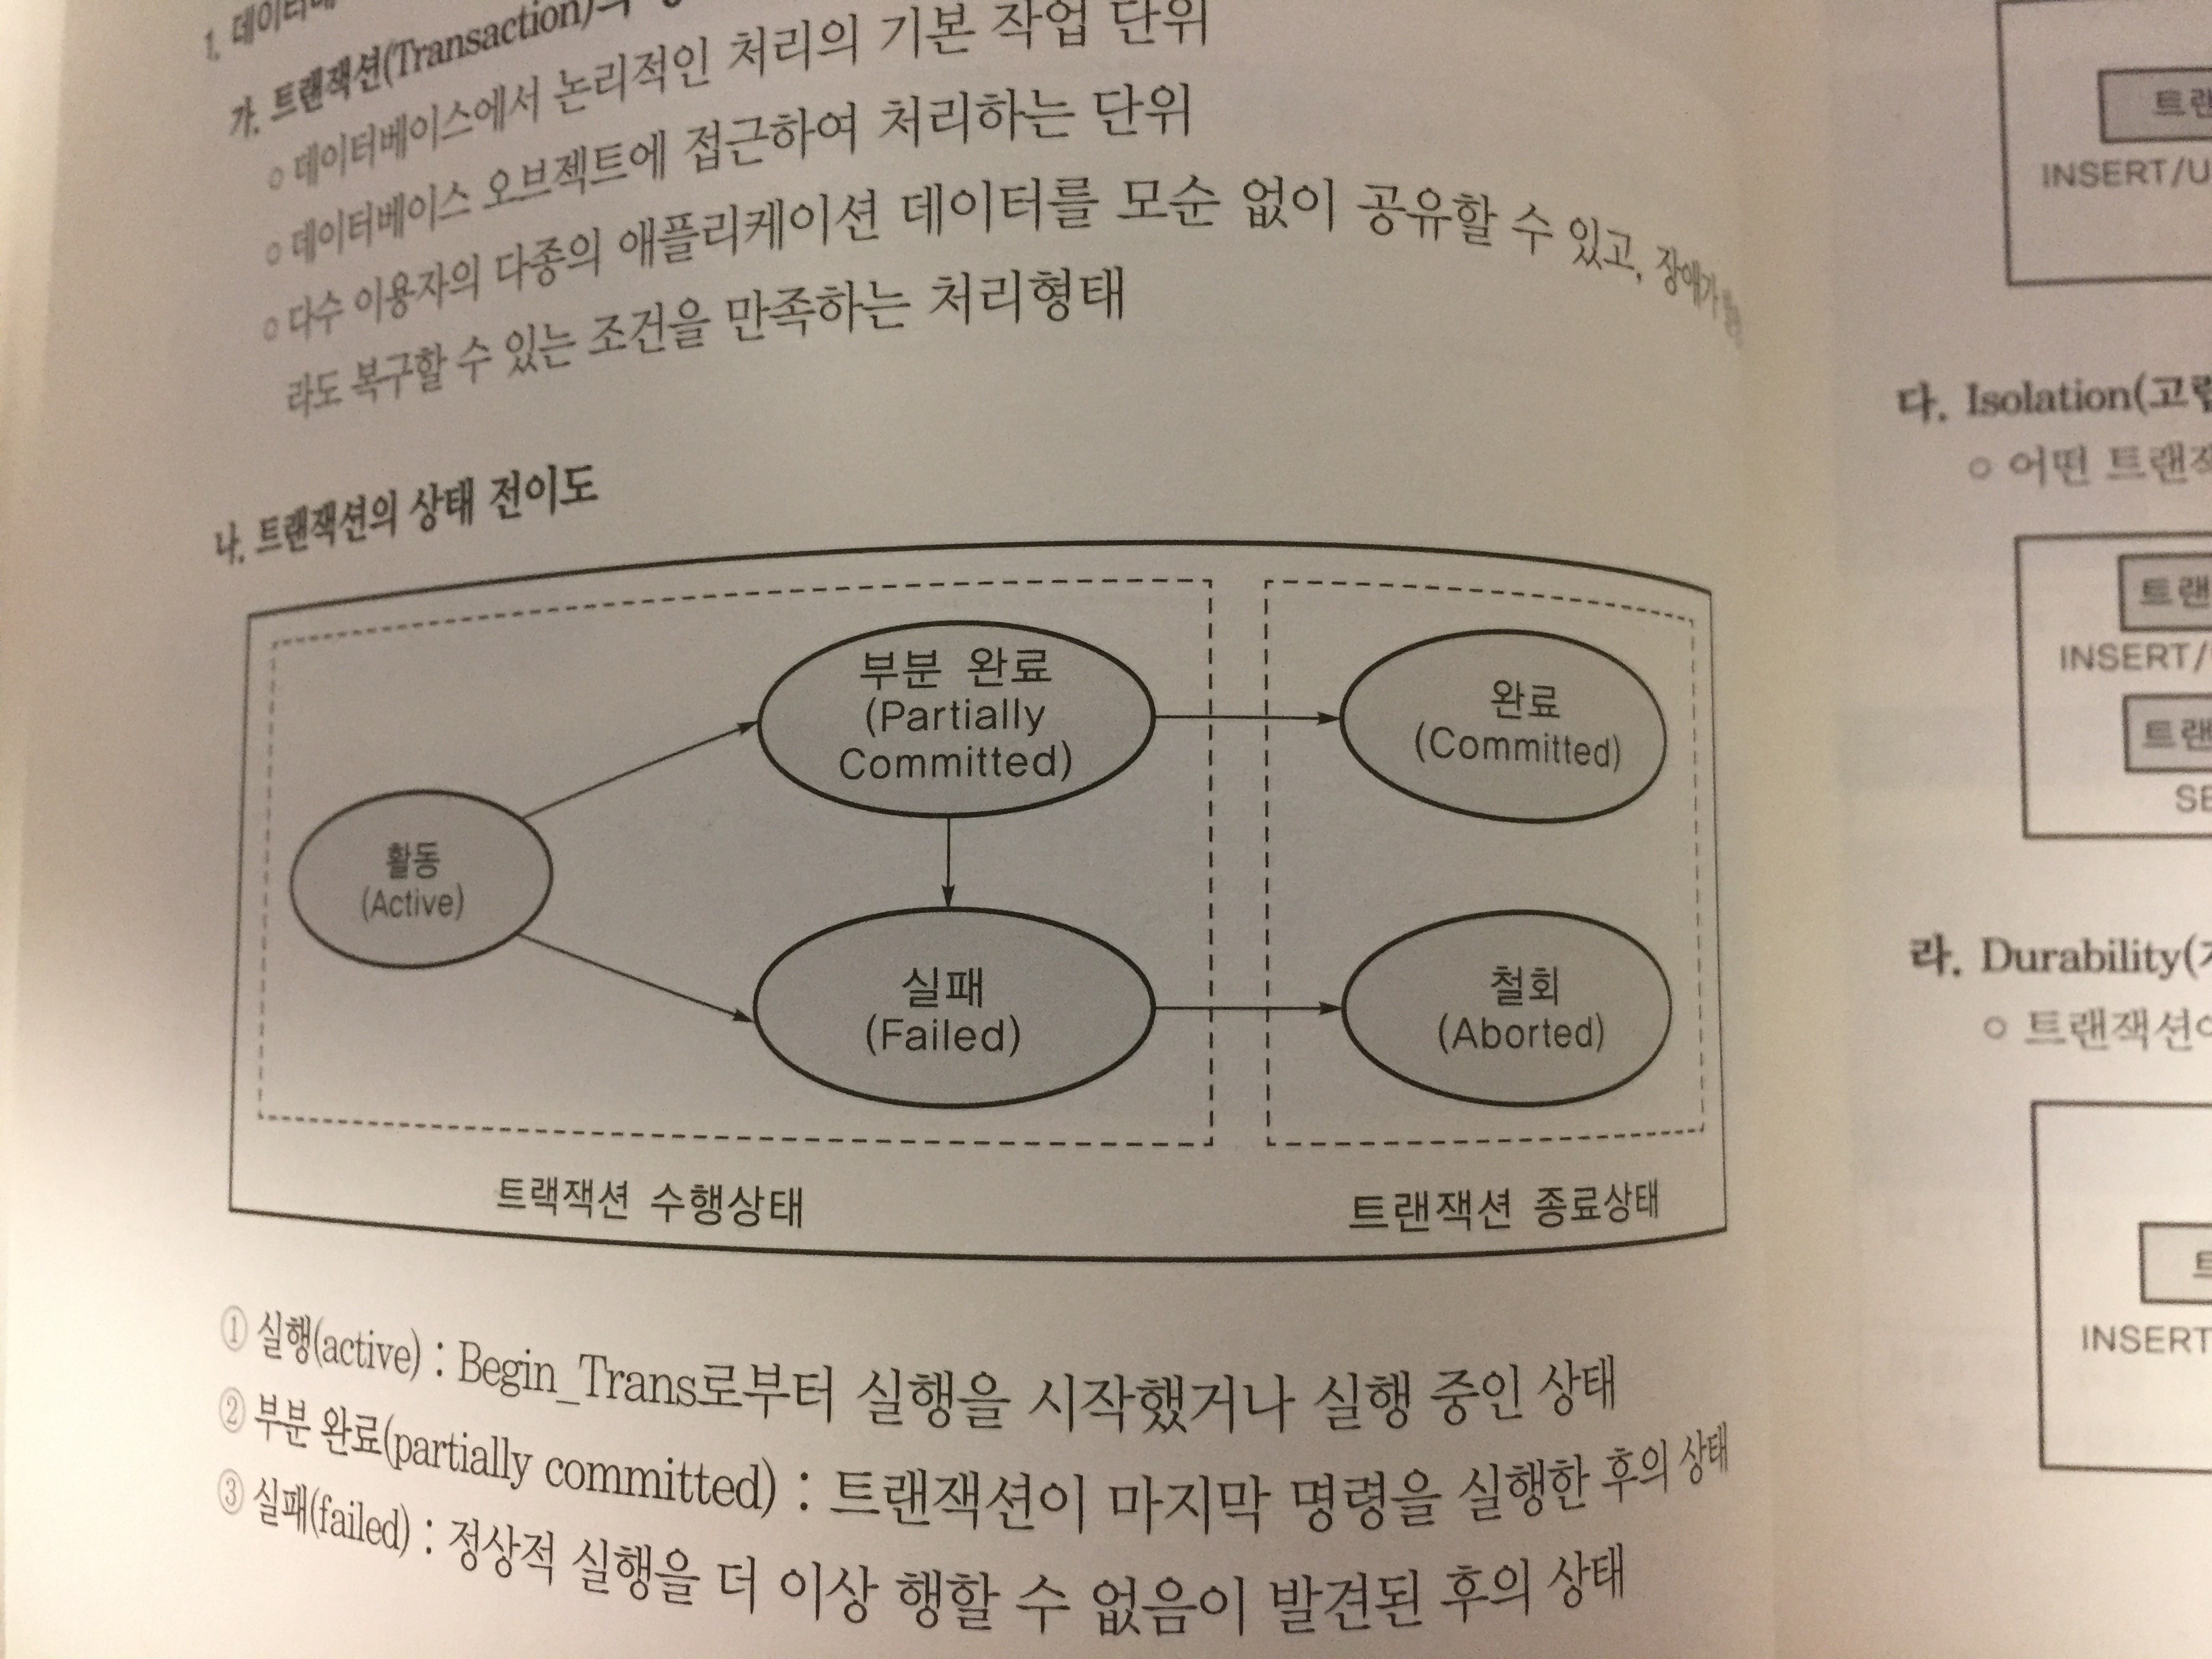 1. 데이터베
가. 트랜잭션(Transaction)의
○ 데이터베이스에서 논리적인 처리의 기본 작업 단위
○ 데이터베이스 오브젝트에 접근하여 처리하는 단위
○ 다수 이용자의 다종의 애플리케이션 데이터를 모순 없이 공유할 수 있고, 장애가
라도 복구할 수 있는 조건을 만족하는 처리형태
나. 트랜잭션의 상태 전이도
부분 완료
(Partially
Committed)
완료
(Committed)
활동
(Active)
실패
(Failed)
철회
(Aborted)
트랙잭션 수행상태
트랜잭션 종료상태
① 실행(active) : Begin_Trans로부터 실행을 시작했거나 실행 중인 상태
② 부분 완료(partially committed) : 트랜잭션이 마지막 명령을 실행한 후의 상태
③ 실패(failed) : 정상적 실행을 더 이상 행할 수 없음이 발견된 후의 상태
트랜
INSERT/U
다. Isolation(고립
○ 어떤 트랜잭
트랜
INSERT/U
트랜
SE
라. Durability(
○ 트랜잭션이
트
INSERT